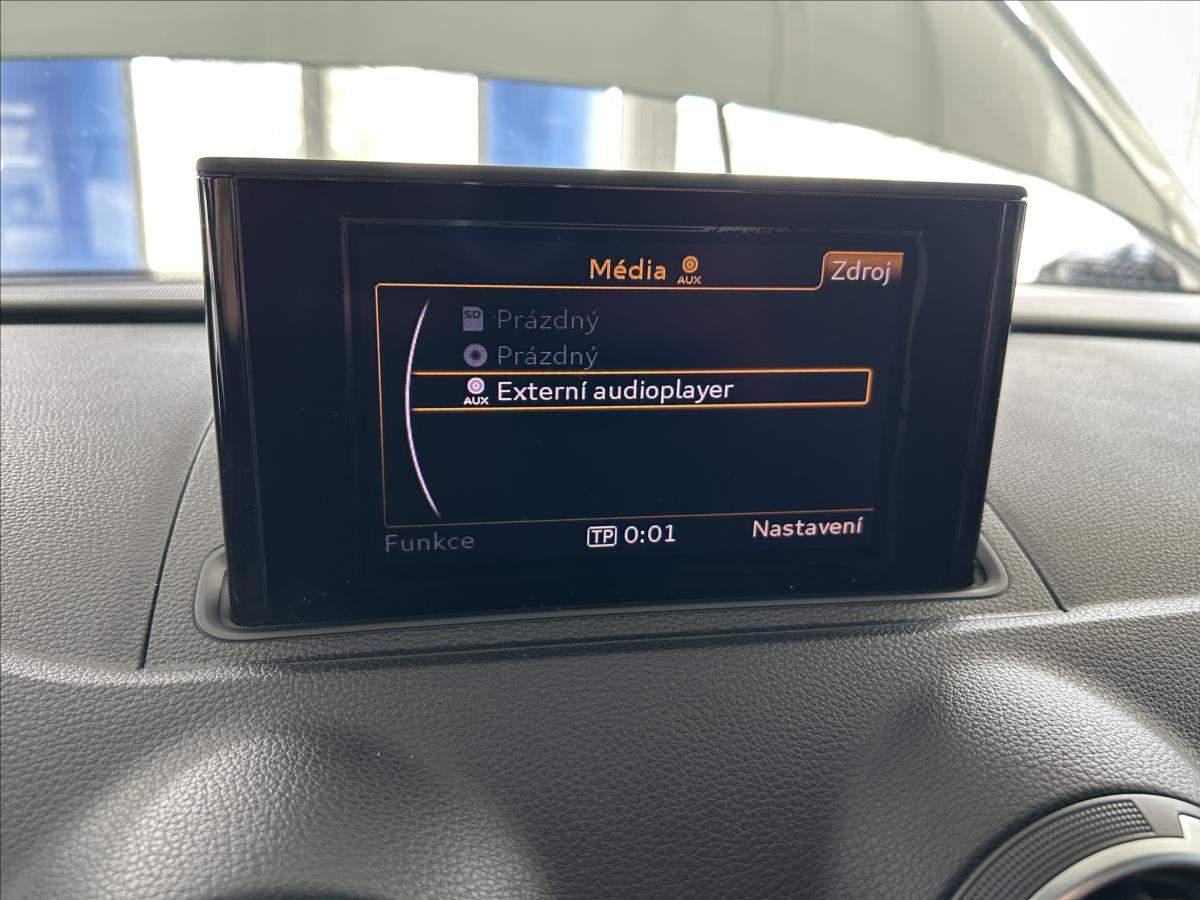 Média AUX Zdroj
SD Prázdný
Prázdný
AUX Externí audioplayer
Funkce TP 0:01 Nastavení